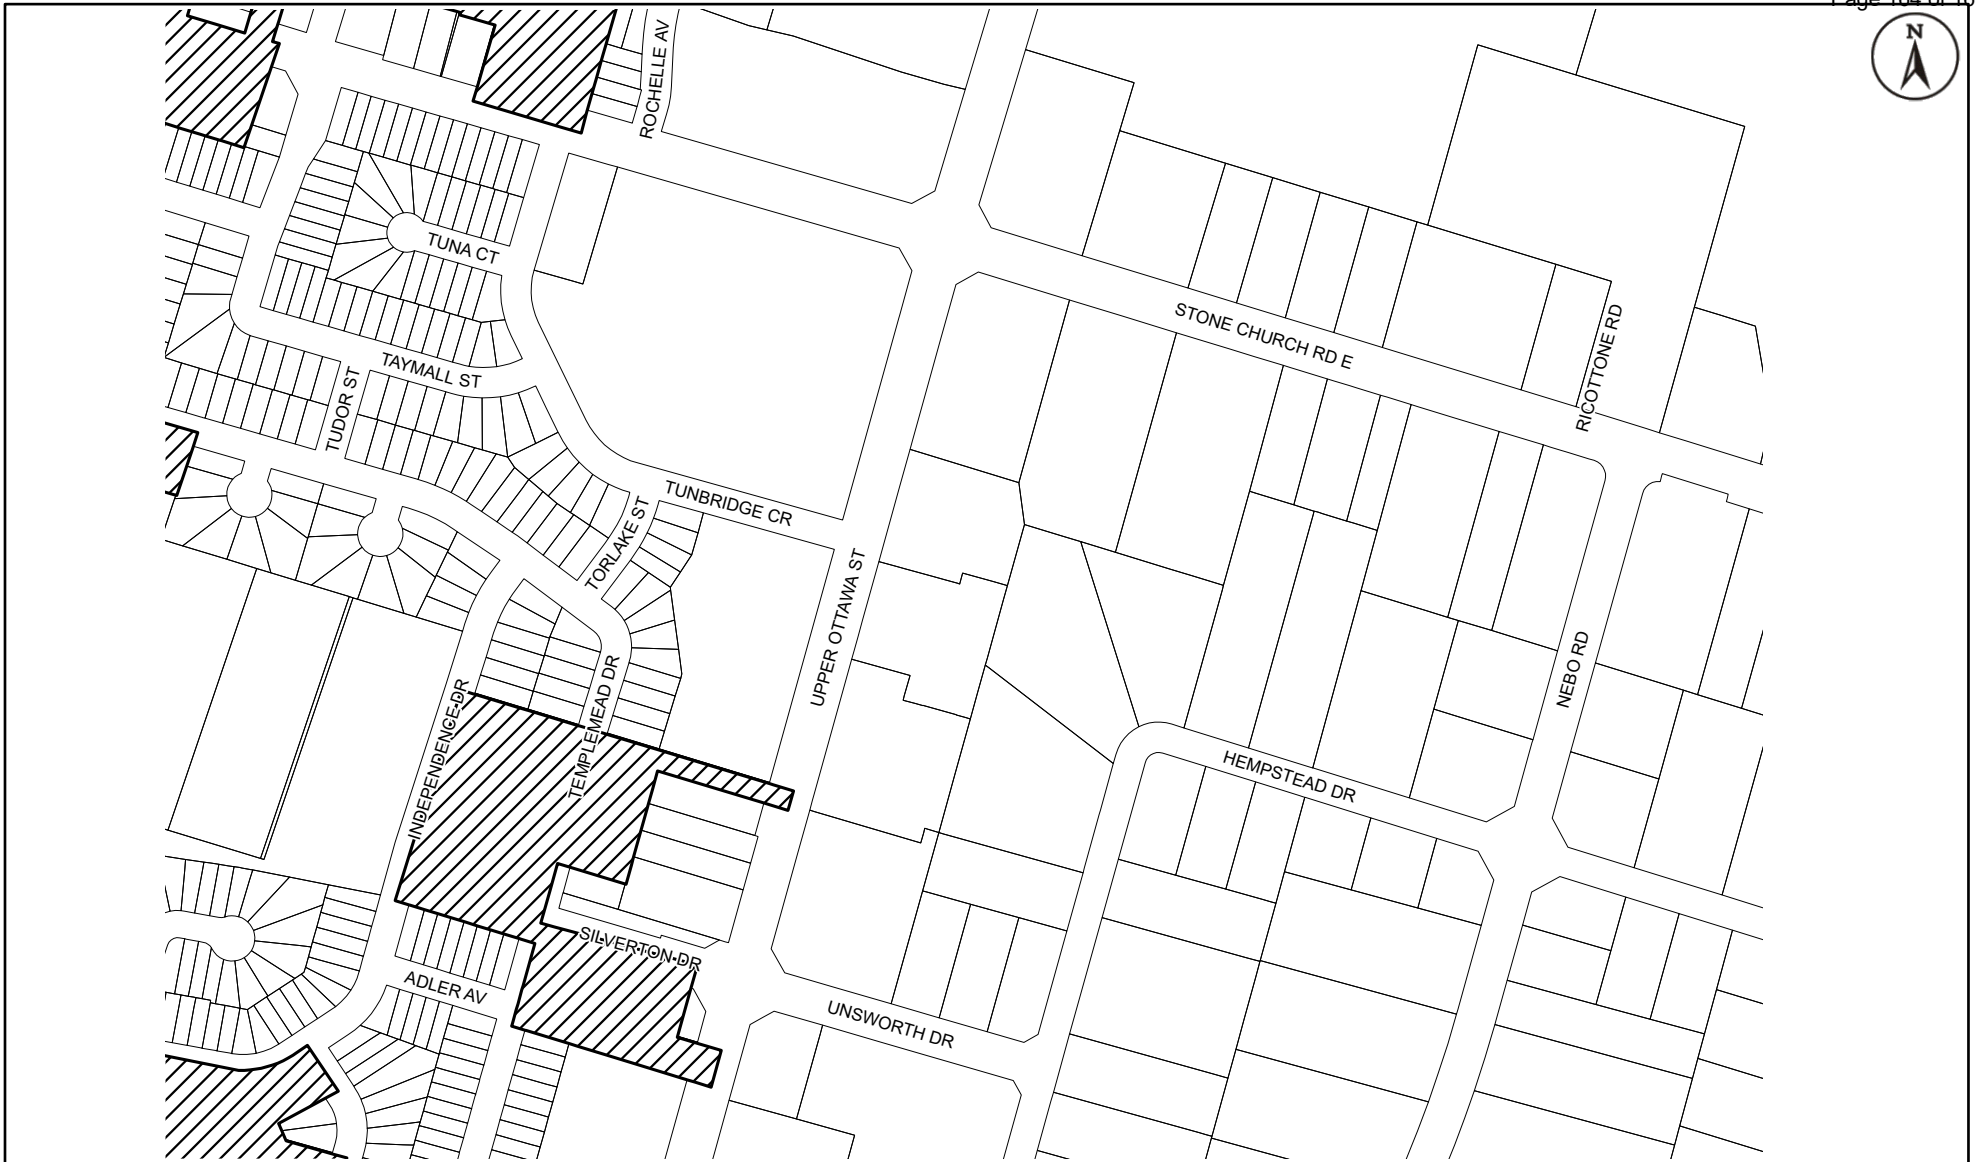 N
ROCHELLE AV
TUNA CT
STONE CHURCH RD E
RICOTTONE RD
TAYMALL ST
TUDOR ST
TUNBRIDGE CR
TORLAKE ST
UPPER OTTAWA ST
NEBO RD
INDEPENDENCE DR
TEMPLEMEAD DR
HEMPSTEAD DR
SILVERTON DR
ADLER AV
UNSWORTH DR